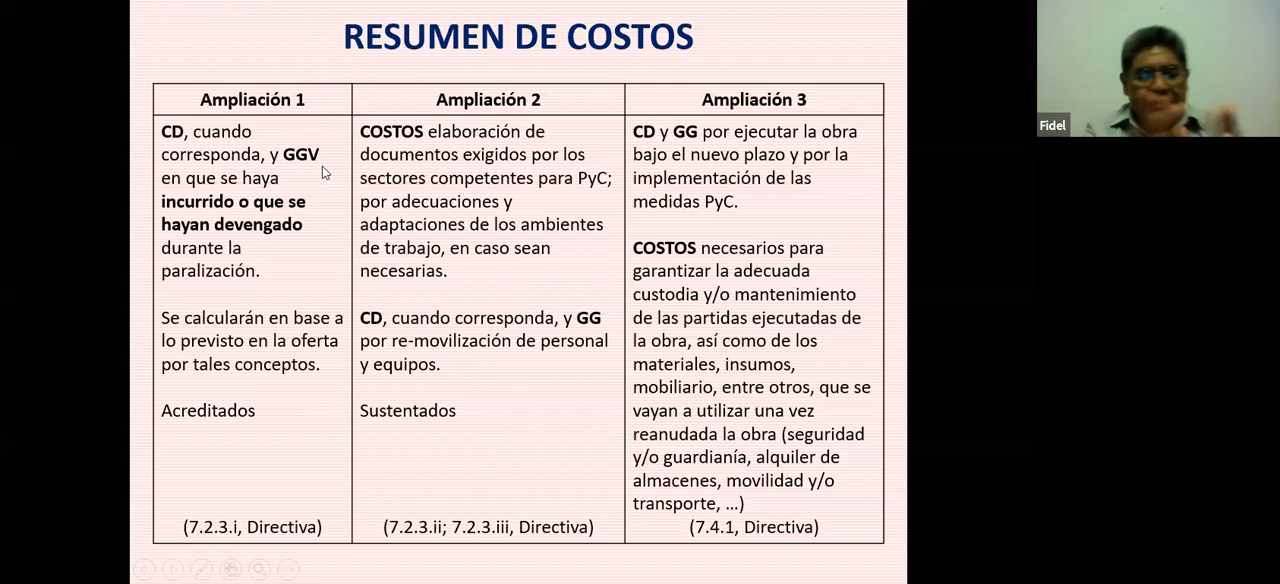 RESUMEN DE COSTOS
Ampliación 1
CD, cuando
corresponda, y GGV
en que se haya
incurrido o que se
hayan devengado
durante la
paralización.
Se calcularán en base a
lo previsto en la oferta
por tales conceptos.
Acreditados
(7.2.3.i, Directiva)
Ampliación 2
COSTOS elaboración de
documentos exigidos por los
sectores competentes para PyC;
por adecuaciones y
adaptaciones de los ambientes
de trabajo, en caso sean
necesarias.
CD, cuando corresponda, y GG
por re-movilización de personal
y equipos.
Sustentados
(7.2.3.ii; 7.2.3.iii, Directiva)
Ampliación 3
CD y GG por ejecutar la obra
bajo el nuevo plazo y por la
implementación de las
medidas PyC.
COSTOS necesarios para
garantizar la adecuada
custodia y/o mantenimiento
de las partidas ejecutadas de
la obra, así como de los
materiales, insumos,
mobiliario, entre otros, que se
vayan a utilizar una vez
reanudada la obra (seguridad
y/o guardianía, alquiler de
almacenes, movilidad y/o
transporte, ...)
(7.4.1, Directiva)
Fidel